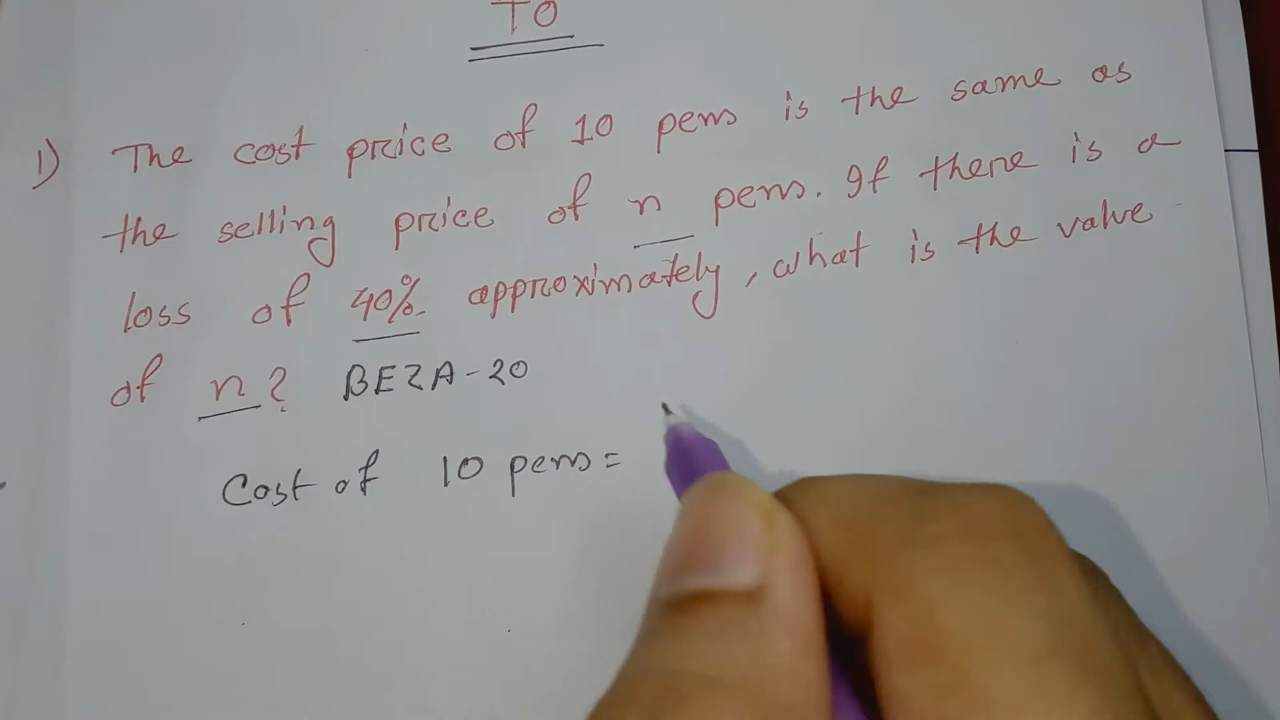 TO
1) The cost price of 10 pens is the same as
the selling price of n pens. If there is a
loss of 40% approximately, what is the value
of n? BEZA-20
Cost of 10 pens =